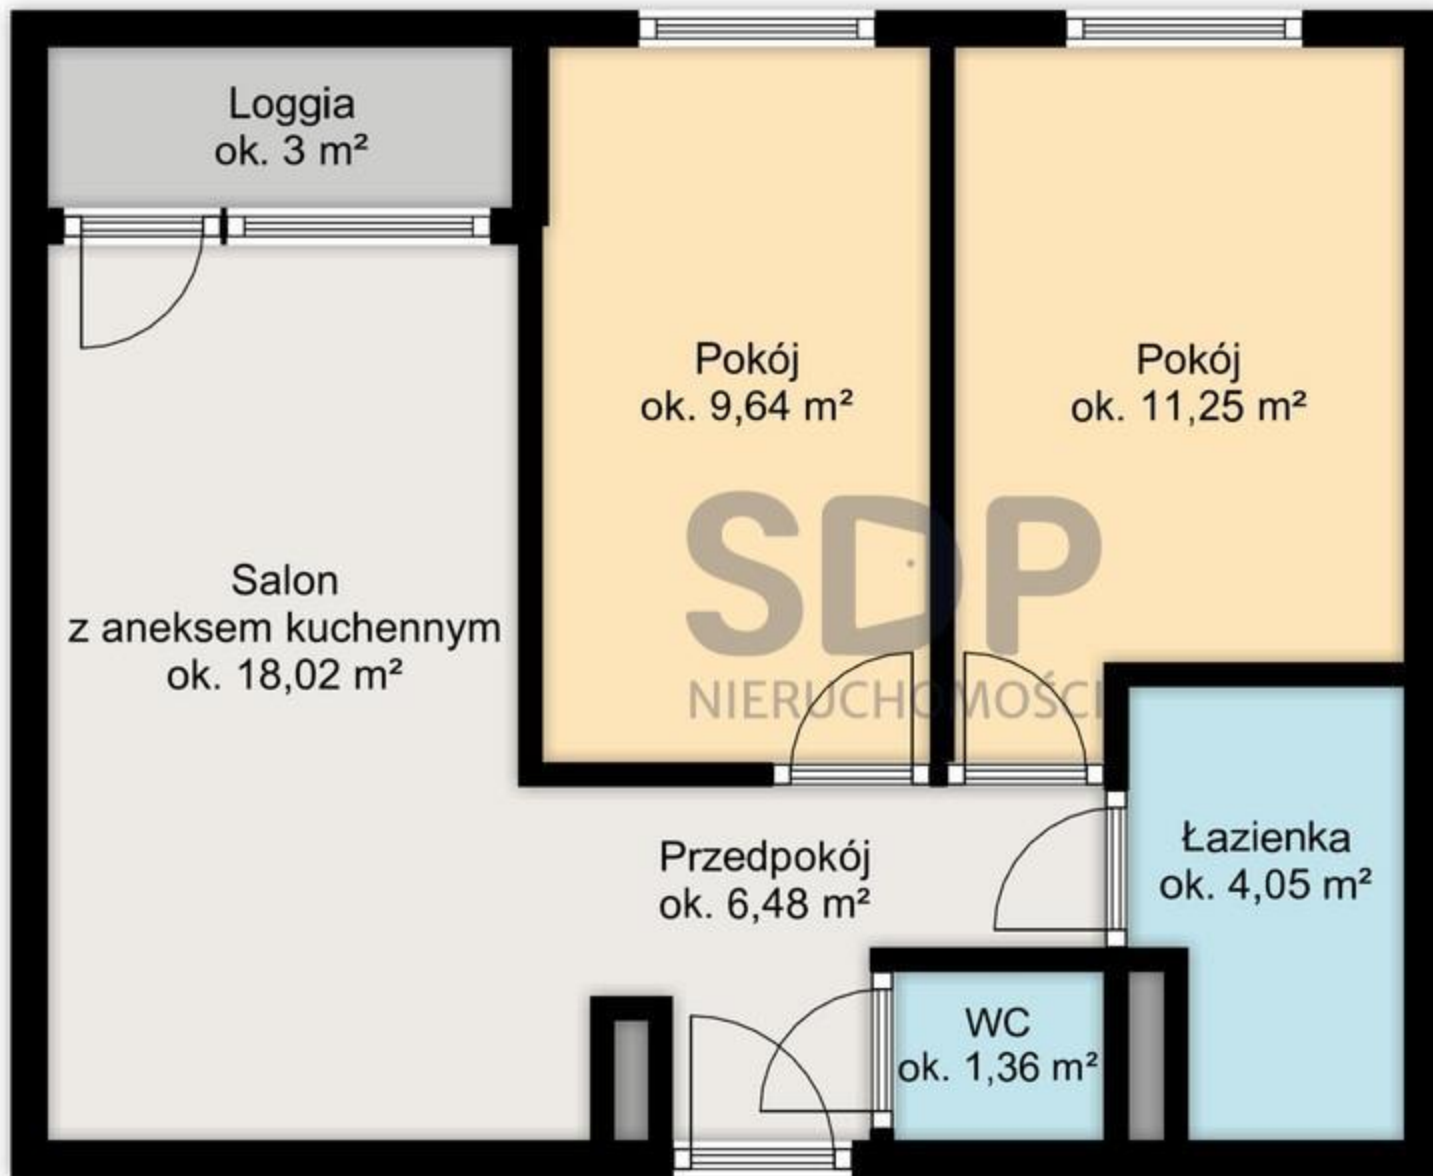 Loggia
ok. 3 m²
Pokój
ok. 9,64 m²
Pokój
ok. 11,25 m²
SDP
NIERUCHOMOŚCI
Salon
z aneksem kuchennym
ok. 18,02 m²
Przedpokój
ok. 6,48 m²
Łazienka
ok. 4,05 m²
WC
ok. 1,36 m²